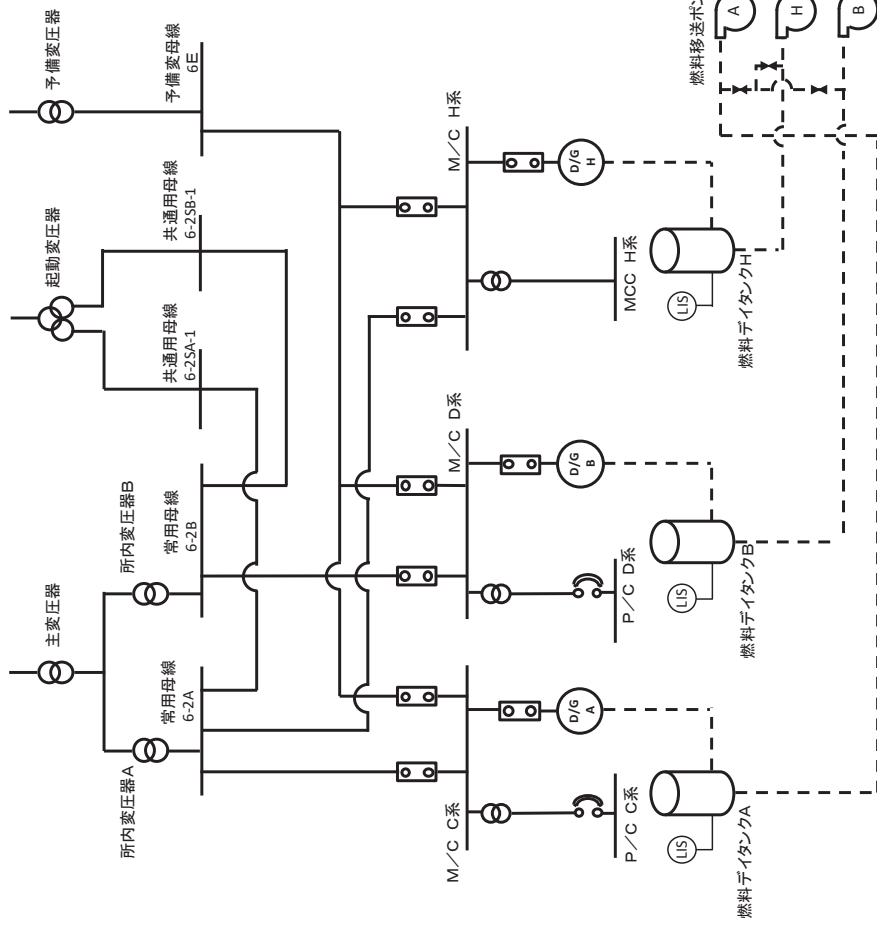 主変圧器
起動変圧器
予備変圧器
所内変圧器A
所内変圧器B
常用母線
6-2A
常用母線
6-2B
共通用母線
6-2SA-1
共通用母線
6-2SB-1
予備変母線
6E
M/C C系
M/C D系
M/C H系
D/G
A
D/G
B
D/G
H
P/C C系
P/C D系
MCC H系
LIS
LIS
LIS
燃料デイタンクA
燃料デイタンクB
燃料デイタンクH
燃料移送ポン
A
H
B